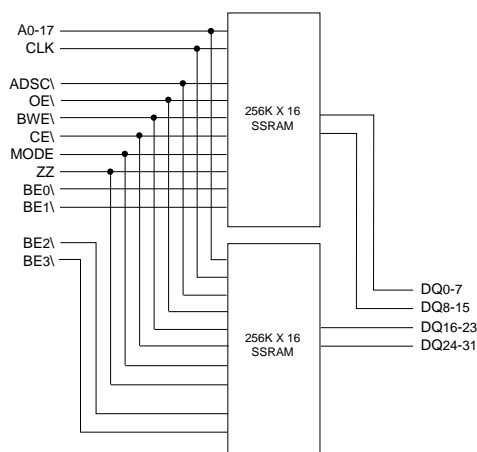 A0-17
CLK
ADSC\
OE\
BWE\
CE\
MODE
ZZ
BE0\
BE1\
BE2\
BE3\
256K X 16
SSRAM
256K X 16
SSRAM
DQ0-7
DQ8-15
DQ16-23
DQ24-31